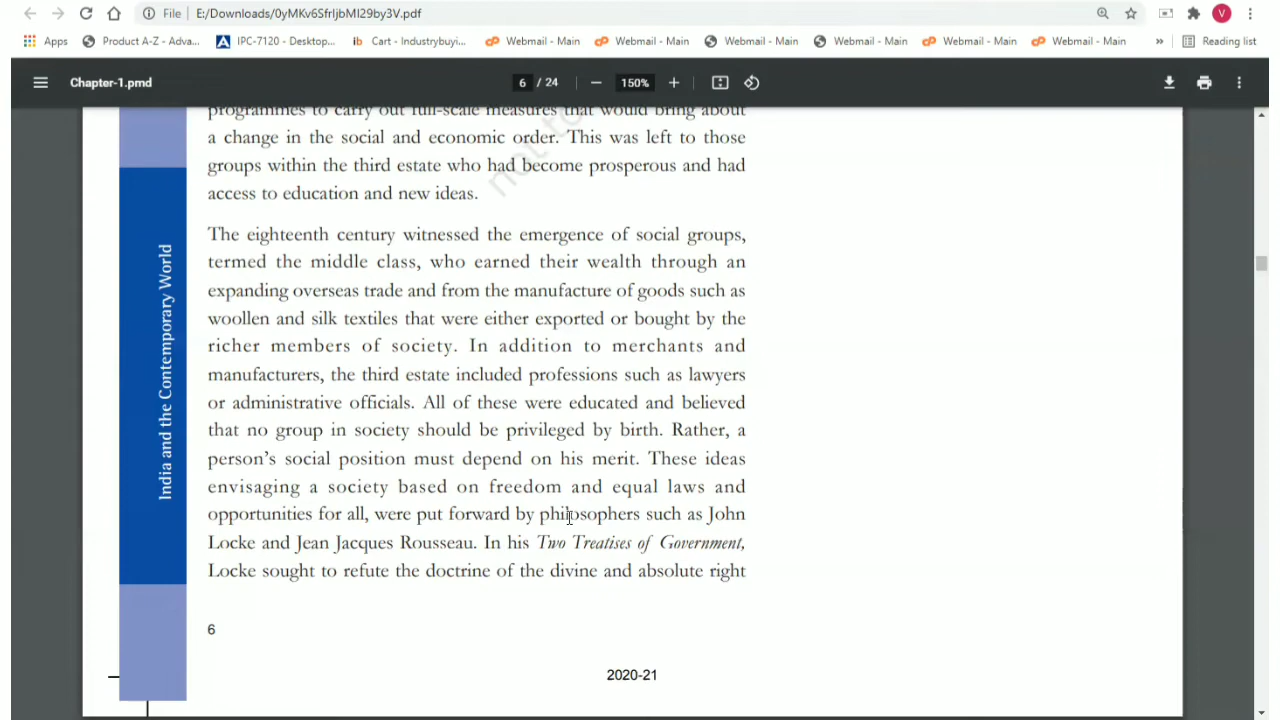 File E:/Downloads/0yMKv6SfrIjbMI29by3V.pdf
V
Apps Product A-Z - Adva... IPC-7120 - Desktop... Cart - Industrybuyi... Webmail - Main Webmail - Main Webmail - Main Webmail - Main Webmail - Main Webmail - Main » Reading list
Chapter-1.pmd 6 / 24 150%
programmes to carry out full-scale measures that would bring about
a change in the social and economic order. This was left to those
groups within the third estate who had become prosperous and had
access to education and new ideas.
not to
The eighteenth century witnessed the emergence of social groups,
termed the middle class, who earned their wealth through an
expanding overseas trade and from the manufacture of goods such as
woollen and silk textiles that were either exported or bought by the
richer members of society. In addition to merchants and
manufacturers, the third estate included professions such as lawyers
or administrative officials. All of these were educated and believed
that no group in society should be privileged by birth. Rather, a
person's social position must depend on his merit. These ideas
envisaging a society based on freedom and equal laws and
opportunities for all, were put forward by philosophers such as John
Locke and Jean Jacques Rousseau. In his Two Treatises of Government,
Locke sought to refute the doctrine of the divine and absolute right
India and the Contemporary World
6
2020-21